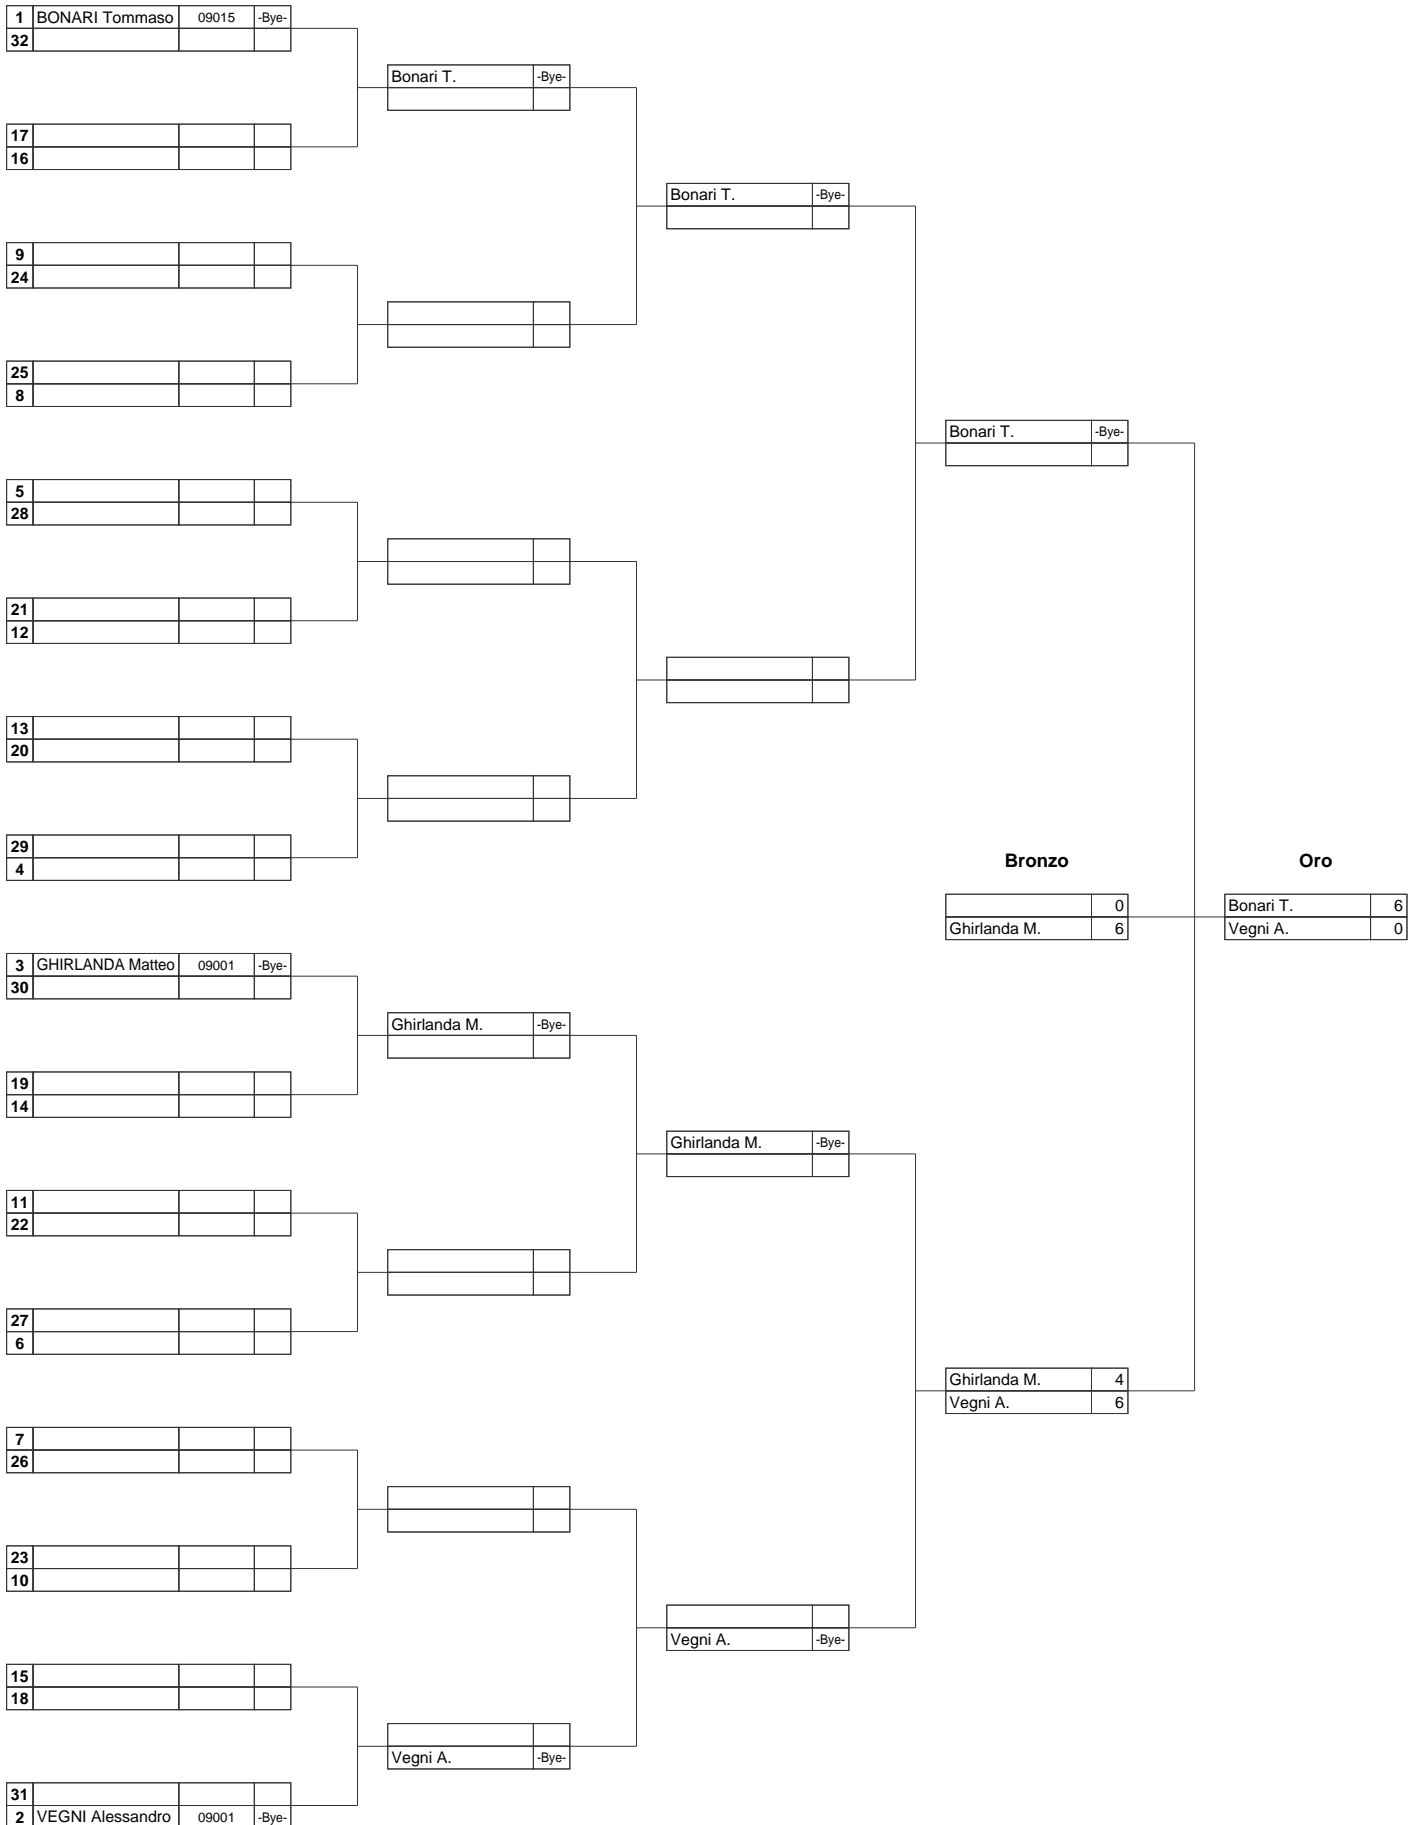 1 BONARI Tommaso 09015 -Bye-
32
Bonari T. -Bye-
17
16
Bonari T. -Bye-
9
24
25
8
Bonari T. -Bye-
5
28
21
12
13
20
29
4
Bronzo Oro
0 Bonari T. 6
Ghirlanda M. 6 Vegni A. 0
3 GHIRLANDA Matteo 09001 -Bye-
30
Ghirlanda M. -Bye-
19
14
Ghirlanda M. -Bye-
11
22
27
6
Ghirlanda M. 4
Vegni A. 6
7
26
23
10
Vegni A. -Bye-
15
18
Vegni A. -Bye-
31
2 VEGNI Alessandro 09001 -Bye-